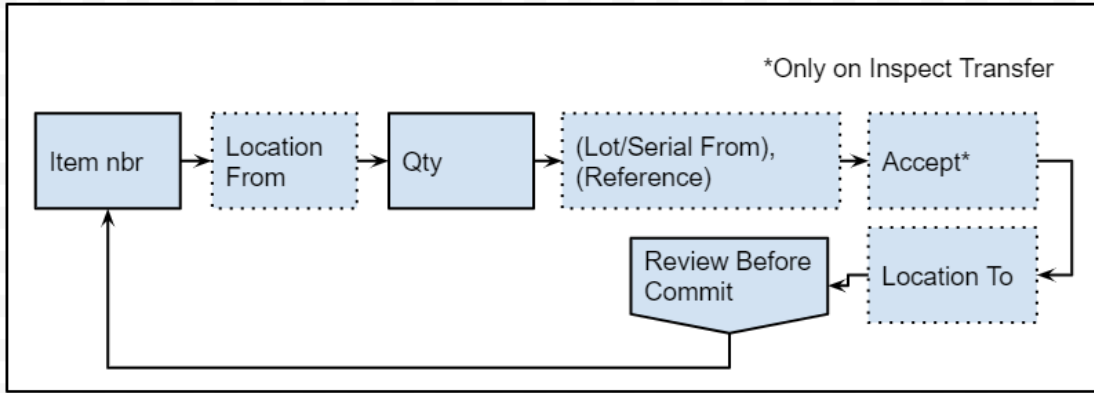 *Only on Inspect Transfer
Item nbr
Location
From
Qty
(Lot/Serial From),
(Reference)
Accept*
Location To
Review Before
Commit